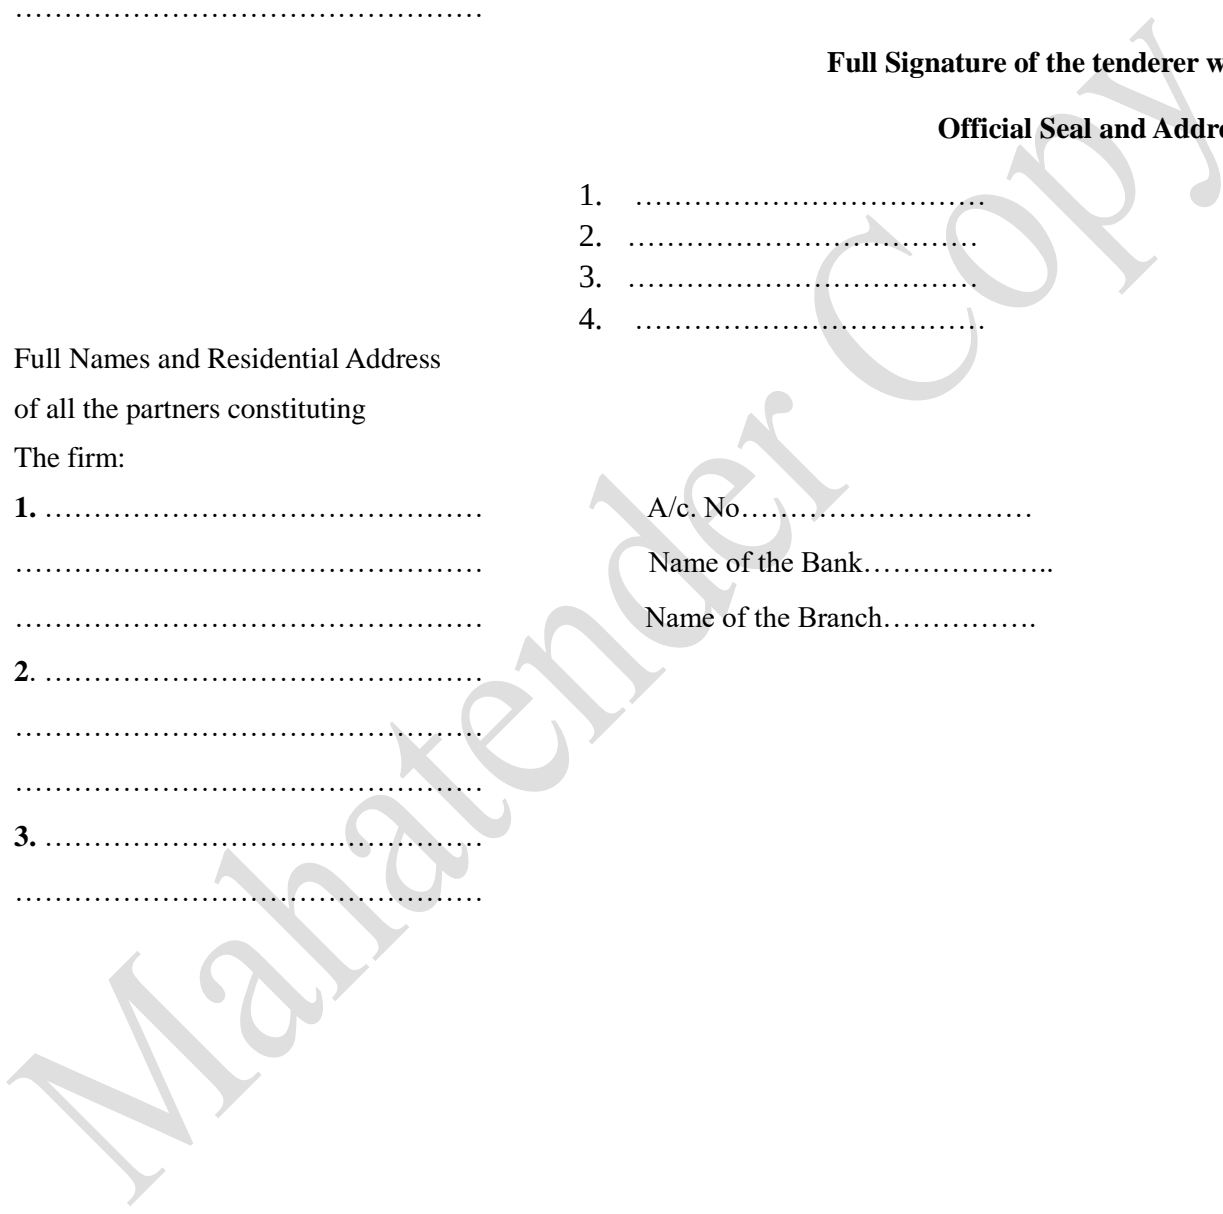 ……………………………………………
Full Signature of the tenderer w
Official Seal and Addre
1. ………………………………
2. ………………………………
3. ………………………………
4. ………………………………
Full Names and Residential Address
of all the partners constituting
The firm:
1. ………………………………………
……………………………………………
……………………………………………
A/c. No…………………………
Name of the Bank………………..
Name of the Branch…………….
2. ………………………………………
……………………………………………
……………………………………………
3. ………………………………………
……………………………………………
Mahatender Copy